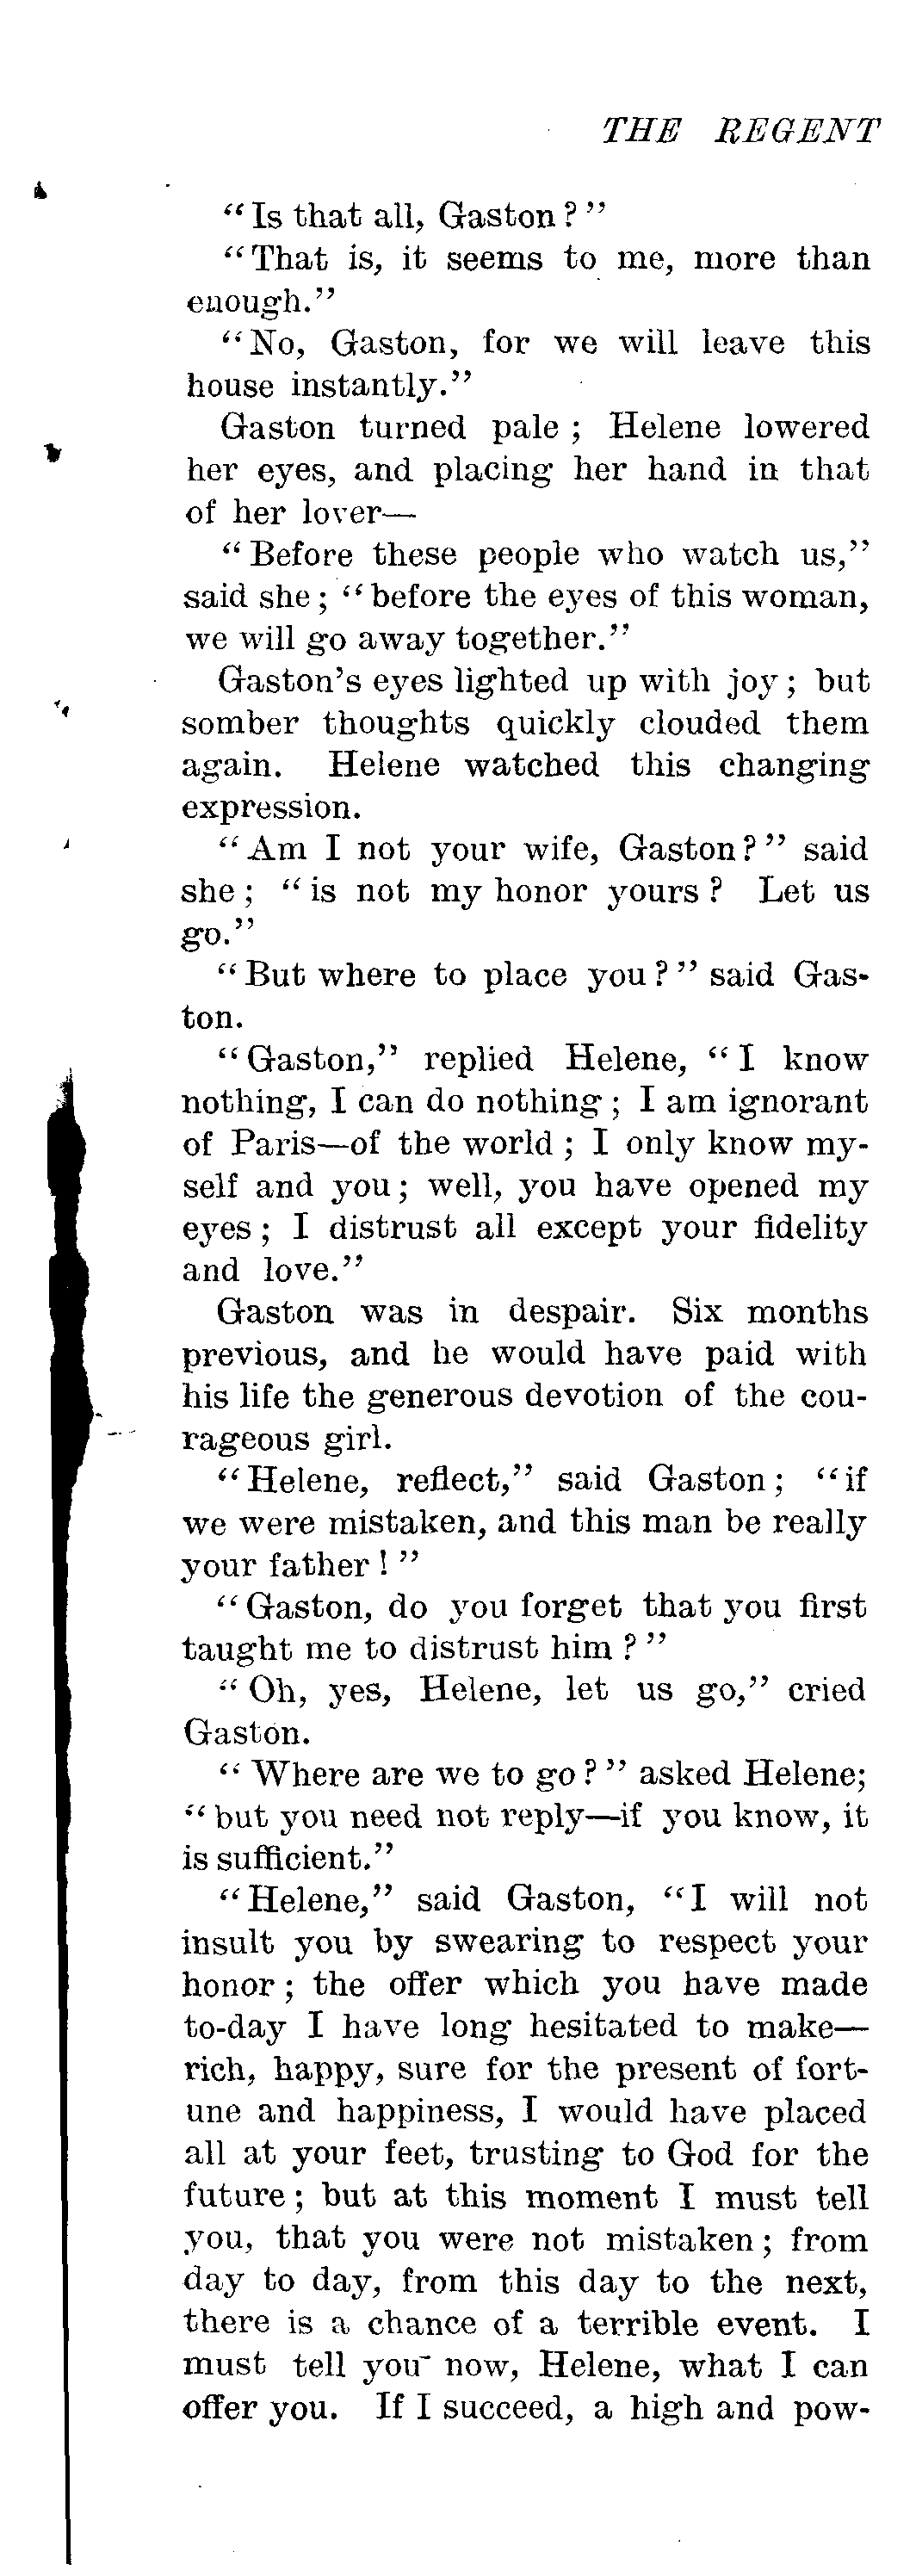 THE REGENT
"Is that all, Gaston?"
"That is, it seems to me, more than
enough."
"No, Gaston, for we will leave this
house instantly."
Gaston turned pale; Helene lowered
her eyes, and placing her hand in that
of her lover—
"Before these people who watch us,"
said she; "before the eyes of this woman,
we will go away together."
Gaston's eyes lighted up with joy; but
somber thoughts quickly clouded them
again. Helene watched this changing
expression.
"Am I not your wife, Gaston?" said
she; "is not my honor yours? Let us
go."
"But where to place you?" said Gas-
ton.
"Gaston," replied Helene, "I know
nothing, I can do nothing; I am ignorant
of Paris—of the world; I only know my-
self and you; well, you have opened my
eyes; I distrust all except your fidelity
and love."
Gaston was in despair. Six months
previous, and he would have paid with
his life the generous devotion of the cou-
rageous girl.
"Helene, reflect," said Gaston; "if
we were mistaken, and this man be really
your father!"
"Gaston, do you forget that you first
taught me to distrust him?"
"Oh, yes, Helene, let us go," cried
Gaston.
"Where are we to go?" asked Helene;
"but you need not reply—if you know, it
is sufficient."
"Helene," said Gaston, "I will not
insult you by swearing to respect your
honor; the offer which you have made
to-day I have long hesitated to make—
rich, happy, sure for the present of fort-
une and happiness, I would have placed
all at your feet, trusting to God for the
future; but at this moment I must tell
you, that you were not mistaken; from
day to day, from this day to the next,
there is a chance of a terrible event. I
must tell you now, Helene, what I can
offer you. If I succeed, a high and pow-